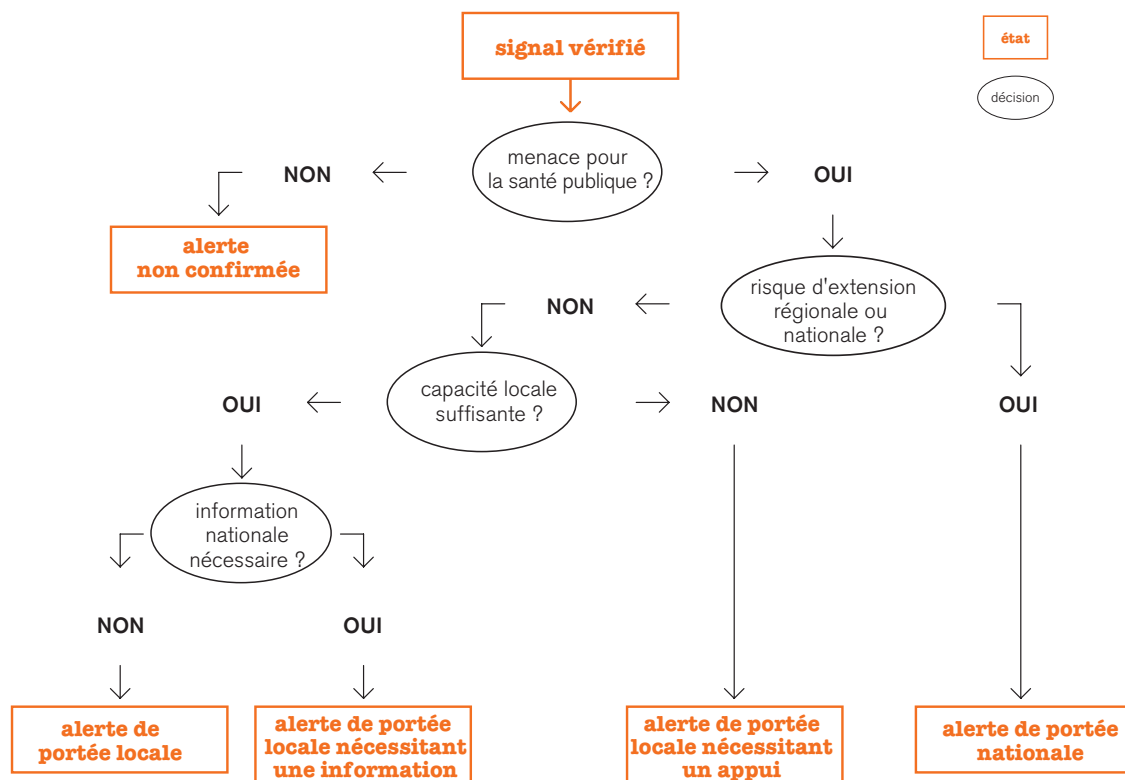 signal vérifié
état
décision
menace pour
la santé publique ?
NON
OUI
alerte
non confirmée
risque d'extension
régionale ou
nationale ?
NON
capacité locale
suffisante ?
OUI
NON
OUI
information
nationale
nécessaire ?
NON
OUI
alerte de
portée locale
alerte de portée
locale nécessitant
une information
alerte de portée
locale nécessitant
un appui
alerte de portée
nationale